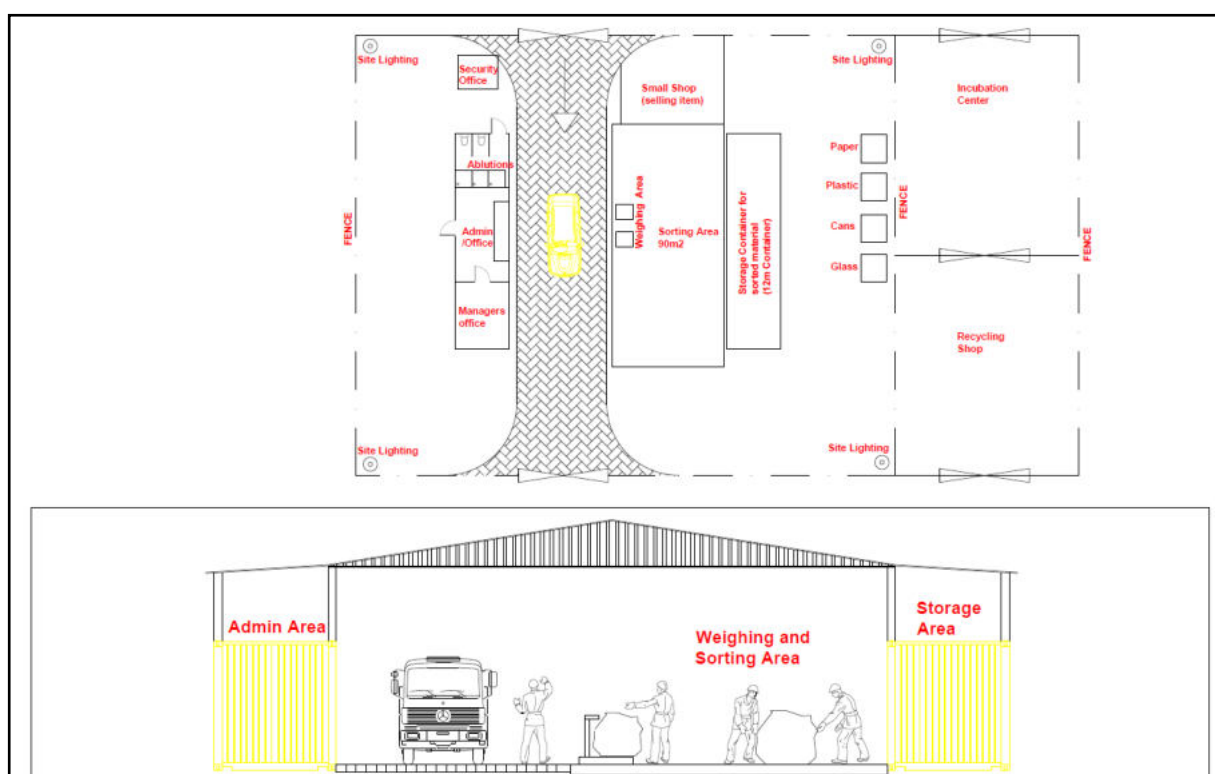 Site Lighting
Security
Office
Small Shop
(selling item)
Site Lighting
Incubation
Center
Ablutions
Paper
Plastic
Cans
Glass
FENCE
FENCE
FENCE
Admin
/Office
Weighing Area
Sorting Area
90m2
Storage Container for
sorted material
(12m Container)
Managers
office
Recycling
Shop
Site Lighting
Site Lighting
Admin Area
Weighing and
Sorting Area
Storage
Area